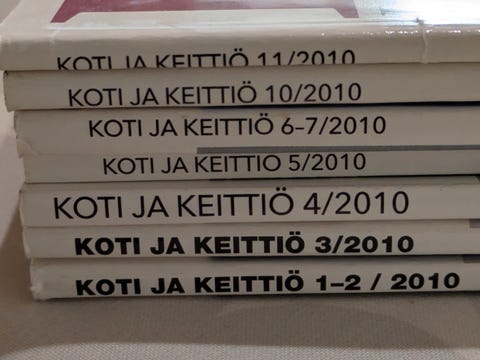 KOTI JA KEITTIÖ 11/2010
KOTI JA KEITTIÖ 10/2010
KOTI JA KEITTIÖ 6–7/2010
KOTI JA KEITTIÖ 5/2010
KOTI JA KEITTIÖ 4/2010
KOTI JA KEITTIÖ 3/2010
KOTI JA KEITTIÖ 1–2 / 2010